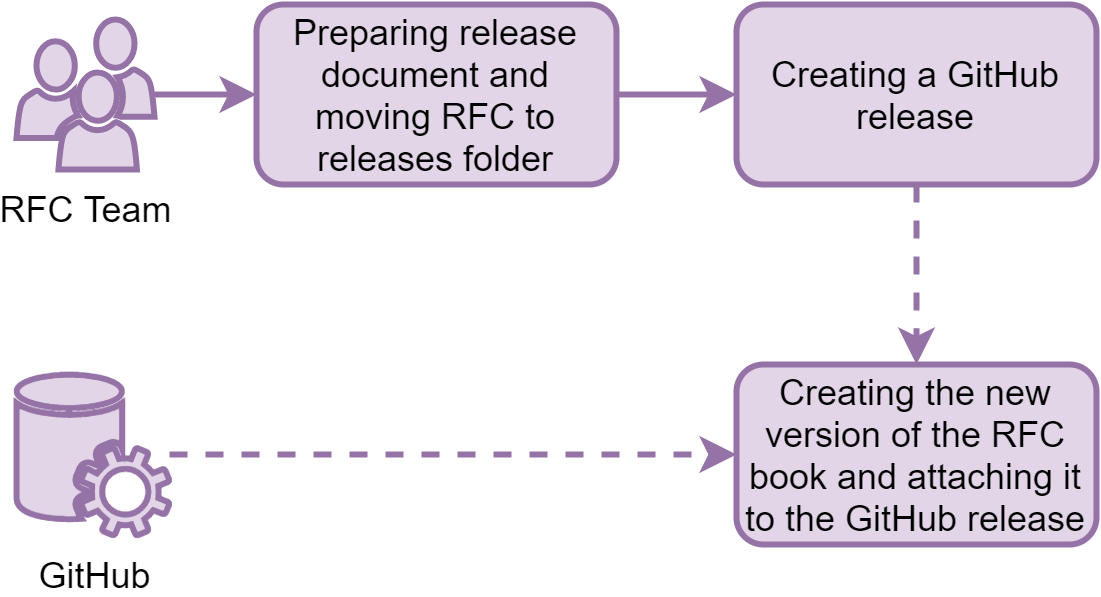 Preparing release
document and
moving RFC to
releases folder
Creating a GitHub
release
RFC Team
Creating the new
version of the RFC
book and attaching it
to the GitHub release
GitHub